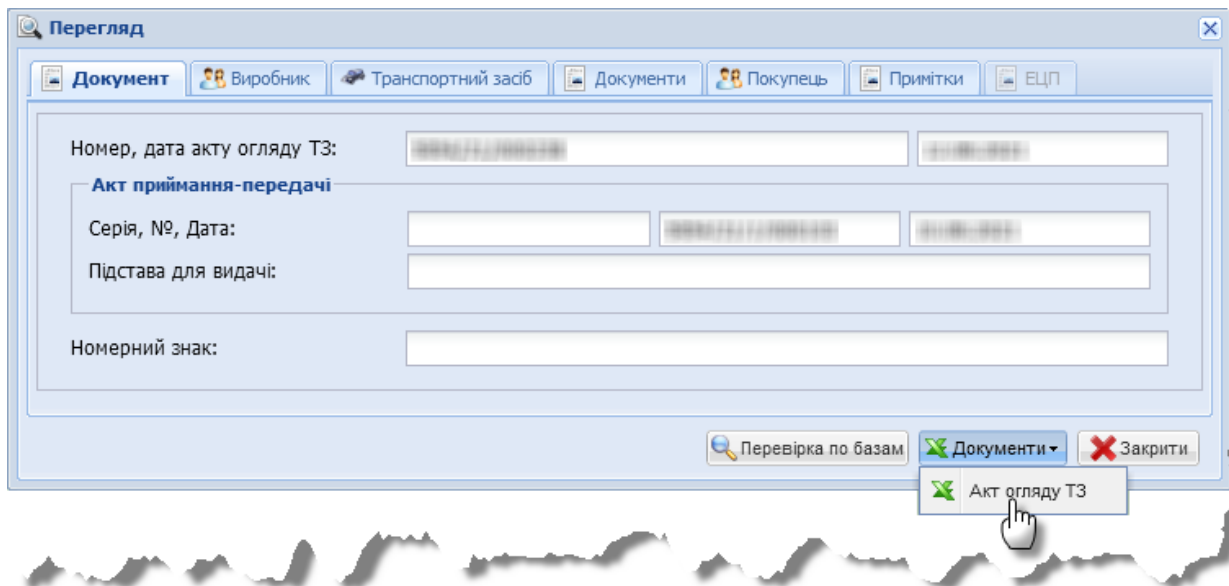 Перегляд
Документ Виробник Транспортний засіб Документи Покупець Примітки ЕЦП
Номер, дата акту огляду ТЗ:
Акт приймання-передачі
Серія, №, Дата:
Підстава для видачі:
Номерний знак:
Перевірка по базам Документи Закрити
Акт огляду ТЗ